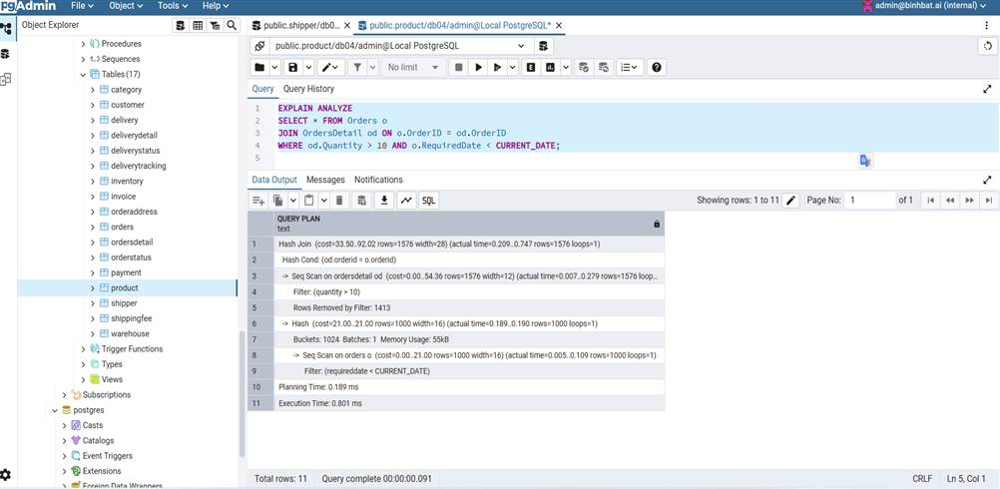 pgAdmin File Object Tools Help admin@binhbat.ai (internal)
Object Explorer
public.shipper/db0... public.product/db04/admin@Local PostgreSQL*
Procedures
Sequences
Tables (17)
category
customer
delivery
deliverydetail
deliverystatus
deliverytracking
inventory
invoice
orderaddress
orders
ordersdetail
orderstatus
payment
product
shipper
shippingfee
warehouse
Trigger Functions
Types
Views
Subscriptions
postgres
Casts
Catalogs
Event Triggers
Extensions
Foreign Data Wrappers
public.product/db04/admin@Local PostgreSQL
No limit
Query Query History
1 EXPLAIN ANALYZE
2 SELECT * FROM Orders o
3 JOIN OrdersDetail od ON o.OrderID = od.OrderID
4 WHERE od.Quantity > 10 AND o.RequiredDate < CURRENT_DATE;
5
Data Output Messages Notifications
SQL Showing rows: 1 to 11 Page No: 1 of 1
QUERY PLAN
text
1 Hash Join (cost=33.50..92.02 rows=1576 width=28) (actual time=0.209..0.747 rows=1576 loops=1)
2 Hash Cond: (od.orderid = o.orderid)
3 -> Seq Scan on ordersdetail od (cost=0.00..54.36 rows=1576 width=12) (actual time=0.007..0.279 rows=1576 loop...
4 Filter: (quantity > 10)
5 Rows Removed by Filter: 1413
6 -> Hash (cost=21.00..21.00 rows=1000 width=16) (actual time=0.189..0.190 rows=1000 loops=1)
7 Buckets: 1024 Batches: 1 Memory Usage: 55kB
8 -> Seq Scan on orders o (cost=0.00..21.00 rows=1000 width=16) (actual time=0.005..0.109 rows=1000 loops=1)
9 Filter: (requireddate < CURRENT_DATE)
10 Planning Time: 0.189 ms
11 Execution Time: 0.801 ms
Total rows: 11 Query complete 00:00:00.091 CRLF Ln 5, Col 1